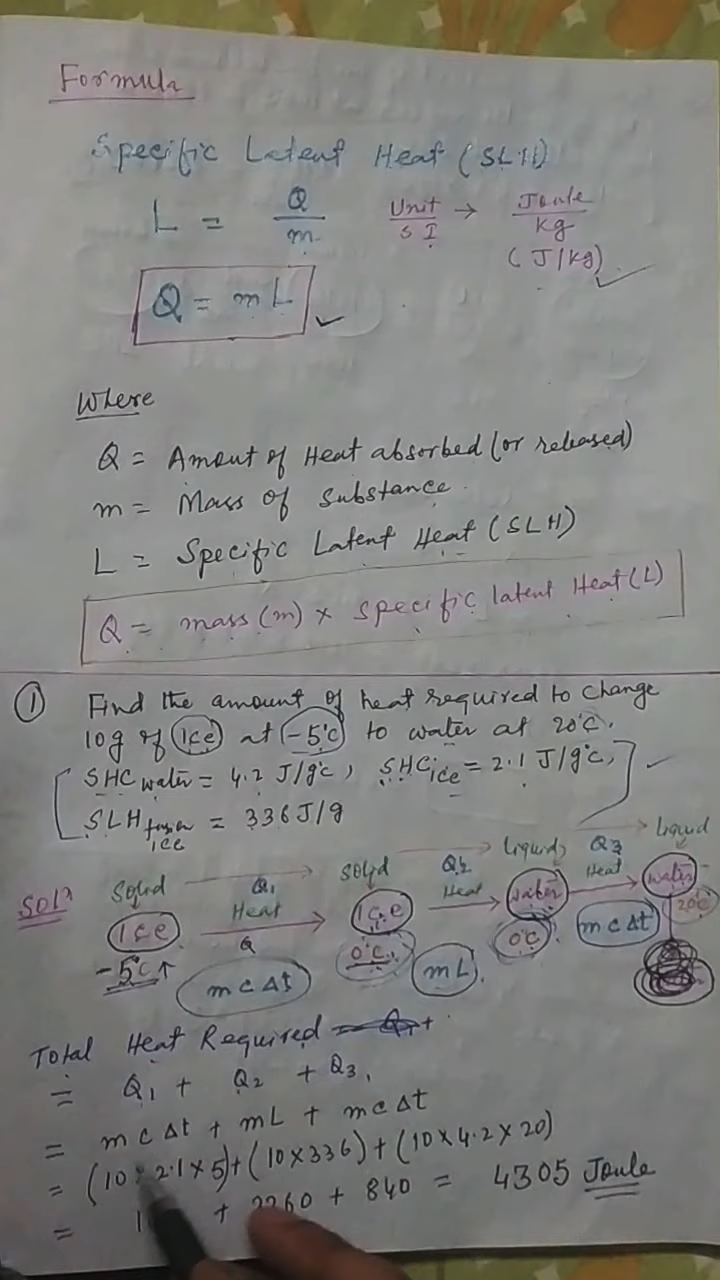 Formula
Specific Latent Heat (SLH)
L = Q/m Unit SI → Joule/kg
(J/kg)
Q = mL
Where
Q = Amout of Heat absorbed (or released)
m = Mass of Substance
L = Specific Latent Heat (SLH)
Q = mass (m) × specific latent Heat (L)
① Find the amount of heat required to change
10g of Ice at -5°C to water at 20°C.
[SHC water = 4.2 J/g°C, SHC ice = 2.1 J/g°C,
SLH fusion ice = 336 J/g]
Solid Q1 solid Q2 liquid, Q3 liquid
Solⁿ Ice Heat Ice Heat water Heat water
-5°C↑ Q 0°C 0°C 20°C
mcΔt mL mcΔt
Total Heat Required = Q1 +
= Q1 + Q2 + Q3,
= mcΔt + mL + mcΔt
= (10 × 2.1 × 5) + (10 × 336) + (10 × 4.2 × 20)
= + 3360 + 840 = 4305 Joule